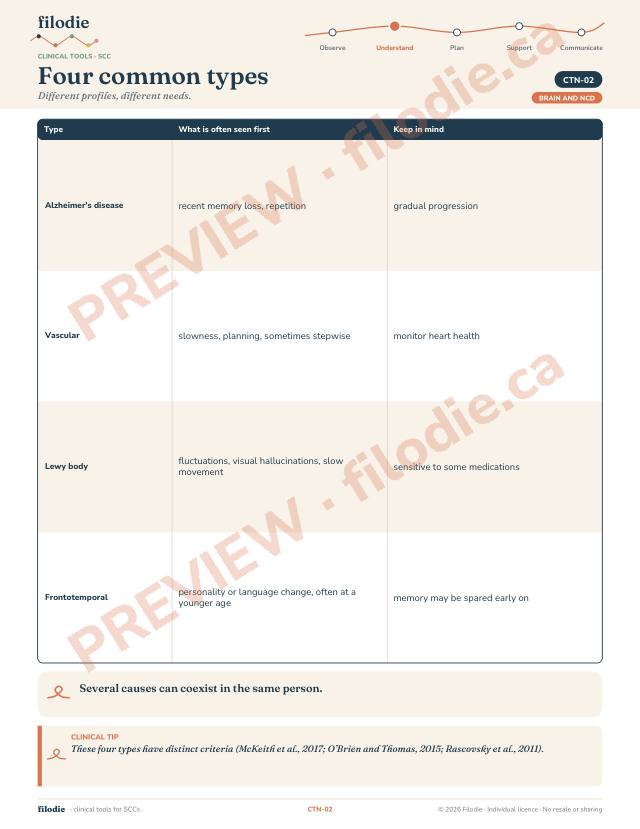 filodie
CLINICAL TOOLS · SCC
Observe
Understand
Plan
Support
Communicate
Four common types
Different profiles, different needs.
CTN-02
BRAIN AND NCD
Type
What is often seen first
Keep in mind
Alzheimer's disease
recent memory loss, repetition
gradual progression
Vascular
slowness, planning, sometimes stepwise
monitor heart health
Lewy body
fluctuations, visual hallucinations, slow
movement
sensitive to some medications
Frontotemporal
personality or language change, often at a
younger age
memory may be spared early on
PREVIEW · filodie.ca
PREVIEW · filodie.ca
Several causes can coexist in the same person.
CLINICAL TIP
These four types have distinct criteria (McKeith et al., 2017; O'Brien and Thomas, 2015; Rascovsky et al., 2011).
filodie · clinical tools for SCCs
CTN-02
© 2026 Filodie · Individual licence · No resale or sharing